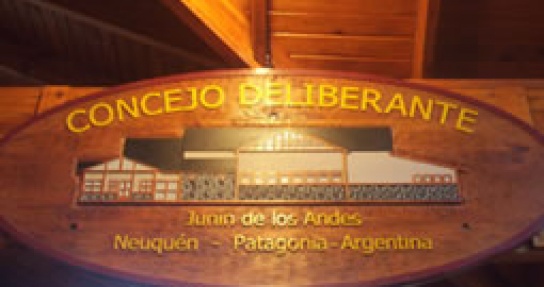 CONCEJO DELIBERANTE
Junín de los Andes
Neuquén - Patagonia - Argentina